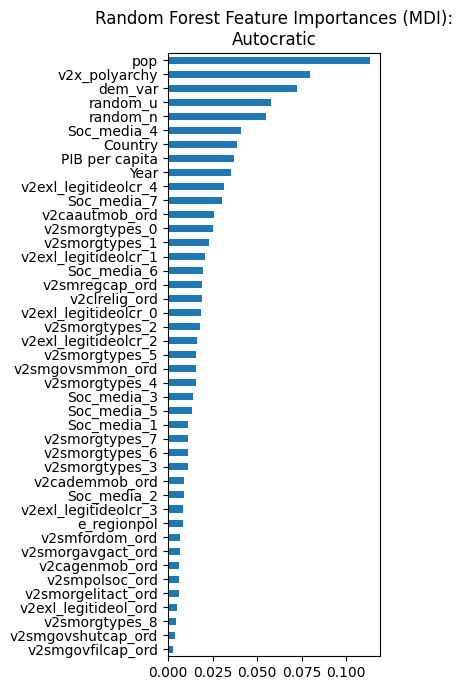 Random Forest Feature Importances (MDI):
Autocratic
pop
v2x_polyarchy
dem_var
random_u
random_n
Soc_media_4
Country
PIB per capita
Year
v2exl_legitideolcr_4
Soc_media_7
v2caautmob_ord
v2smorgtypes_0
v2smorgtypes_1
v2exl_legitideolcr_1
Soc_media_6
v2smregcap_ord
v2clrelig_ord
v2exl_legitideolcr_0
v2smorgtypes_2
v2exl_legitideolcr_2
v2smorgtypes_5
v2smgovsmmon_ord
v2smorgtypes_4
Soc_media_3
Soc_media_5
Soc_media_1
v2smorgtypes_7
v2smorgtypes_6
v2smorgtypes_3
v2cademmob_ord
Soc_media_2
v2exl_legitideolcr_3
e_regionpol
v2smfordom_ord
v2smorgavgact_ord
v2cagenmob_ord
v2smpolsoc_ord
v2smorgelitact_ord
v2exl_legitideol_ord
v2smorgtypes_8
v2smgovshutcap_ord
v2smgovfilcap_ord
0.000 0.025 0.050 0.075 0.100